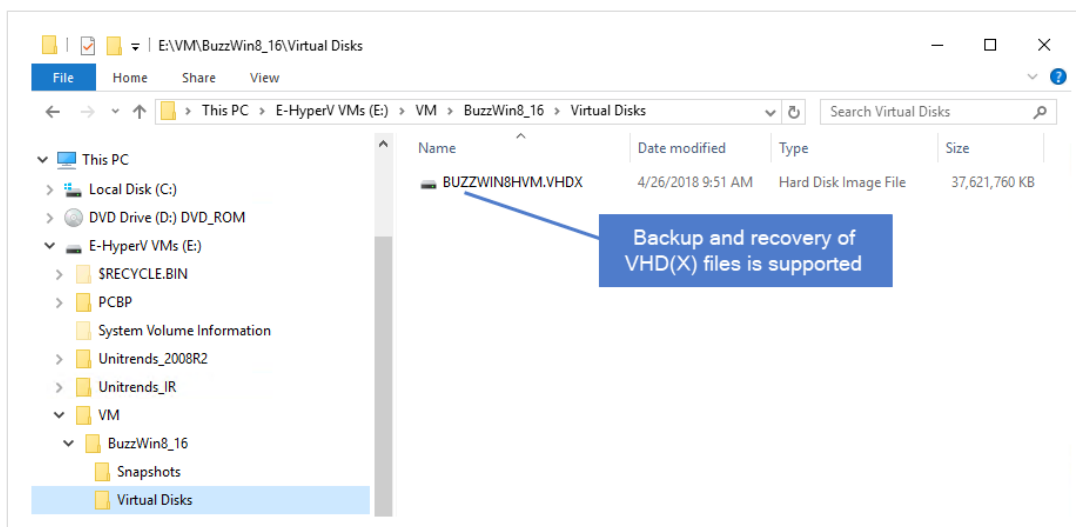 E:\VM\BuzzWin8_16\Virtual Disks
File Home Share View
This PC > E-HyperV VMs (E:) > VM > BuzzWin8_16 > Virtual Disks
Search Virtual Disks
Name Date modified Type Size
BUZZWIN8HVM.VHDX 4/26/2018 9:51 AM Hard Disk Image File 37,621,760 KB
Backup and recovery of
VHD(X) files is supported
This PC
Local Disk (C:)
DVD Drive (D:) DVD_ROM
E-HyperV VMs (E:)
$RECYCLE.BIN
PCBP
System Volume Information
Unitrends_2008R2
Unitrends_IR
VM
BuzzWin8_16
Snapshots
Virtual Disks